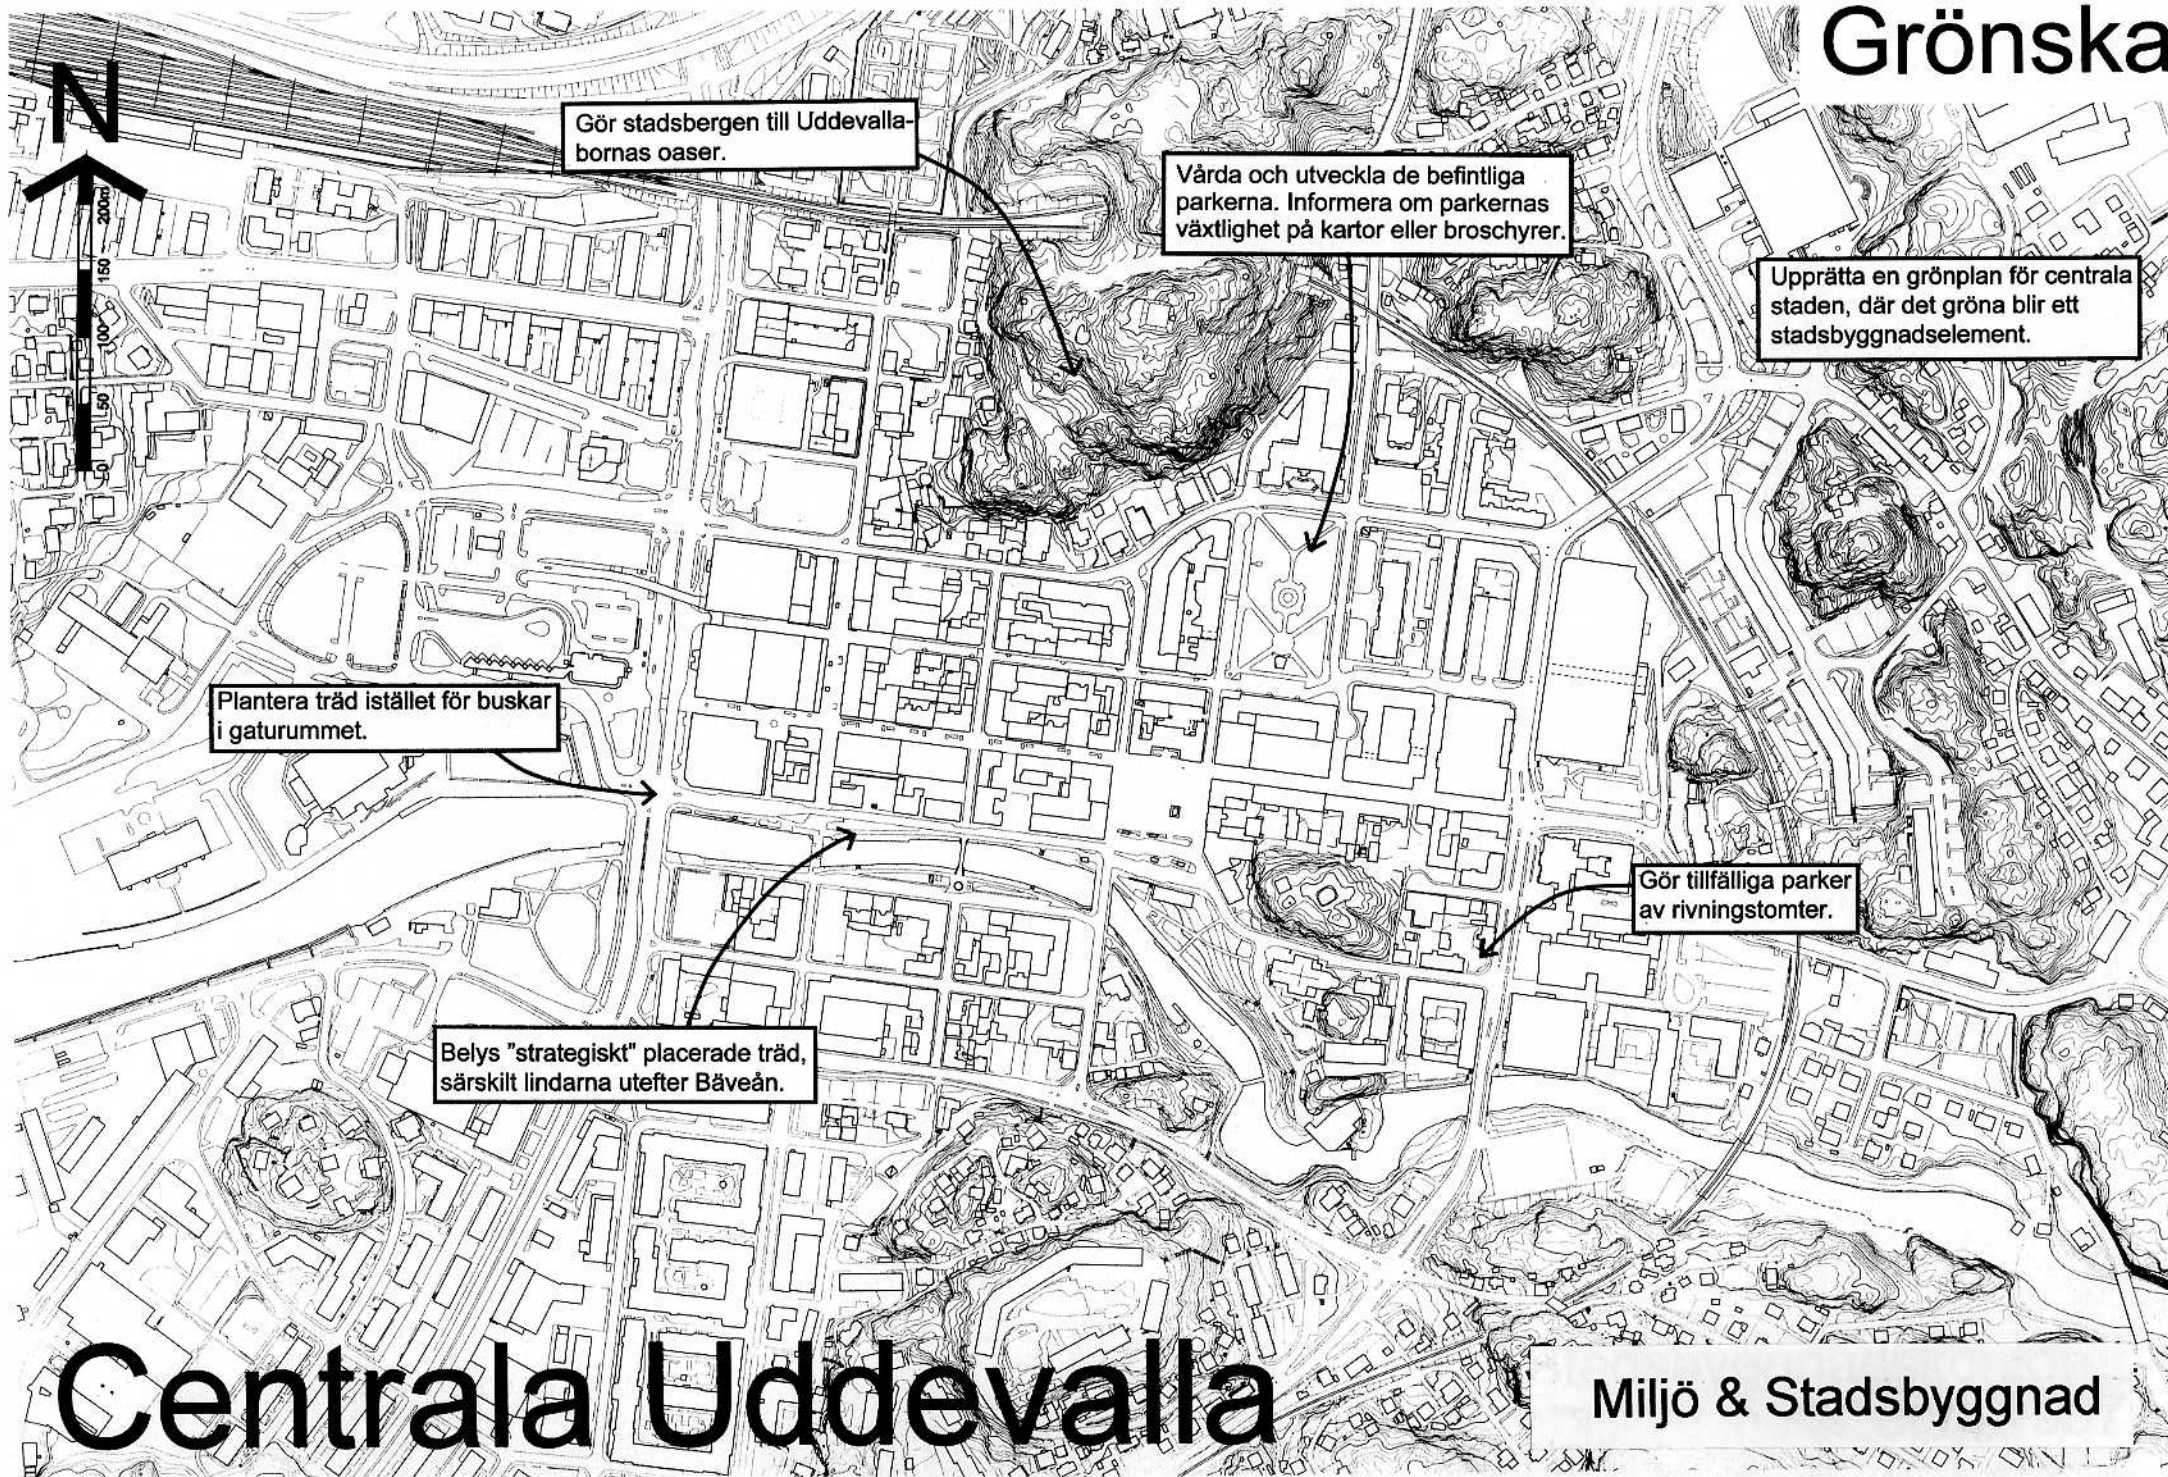 Grönska
N
200m
150
100
50
0
Gör stadsbergen till Uddevalla-
bornas oaser.
Vårda och utveckla de befintliga
parkerna. Informera om parkernas
växtlighet på kartor eller broschyrer.
Upprätta en grönplan för centrala
staden, där det gröna blir ett
stadsbyggnadselement.
Plantera träd istället för buskar
i gaturummet.
Gör tillfälliga parker
av rivningstomter.
Belys "strategiskt" placerade träd,
särskilt lindarna utefter Bäveån.
Centrala Uddevalla
Miljö & Stadsbyggnad